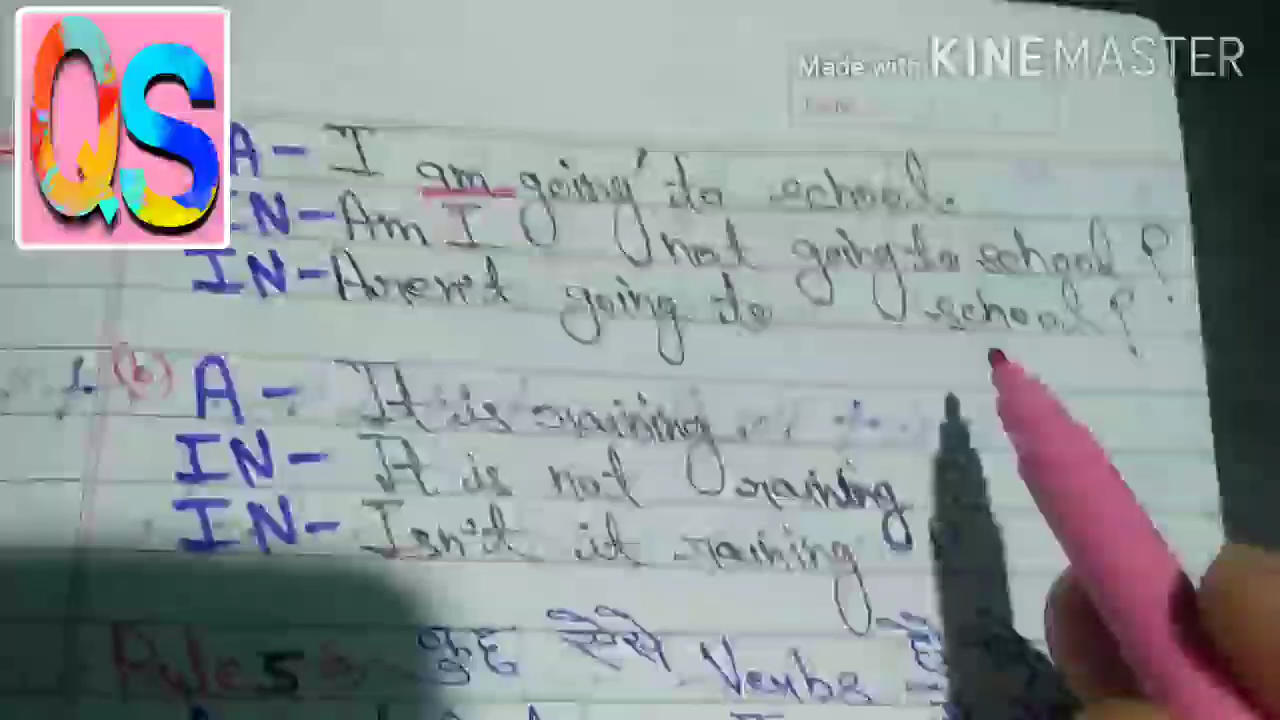 QS
Made with KINEMASTER
A - I am going to school.
IN - Am I not going to school?
IN - Aren't going to school?
(b) A - It is raining
IN - It is not raining
IN - Isn't it raining
Rule 5 कुछ ऐसे Verbs